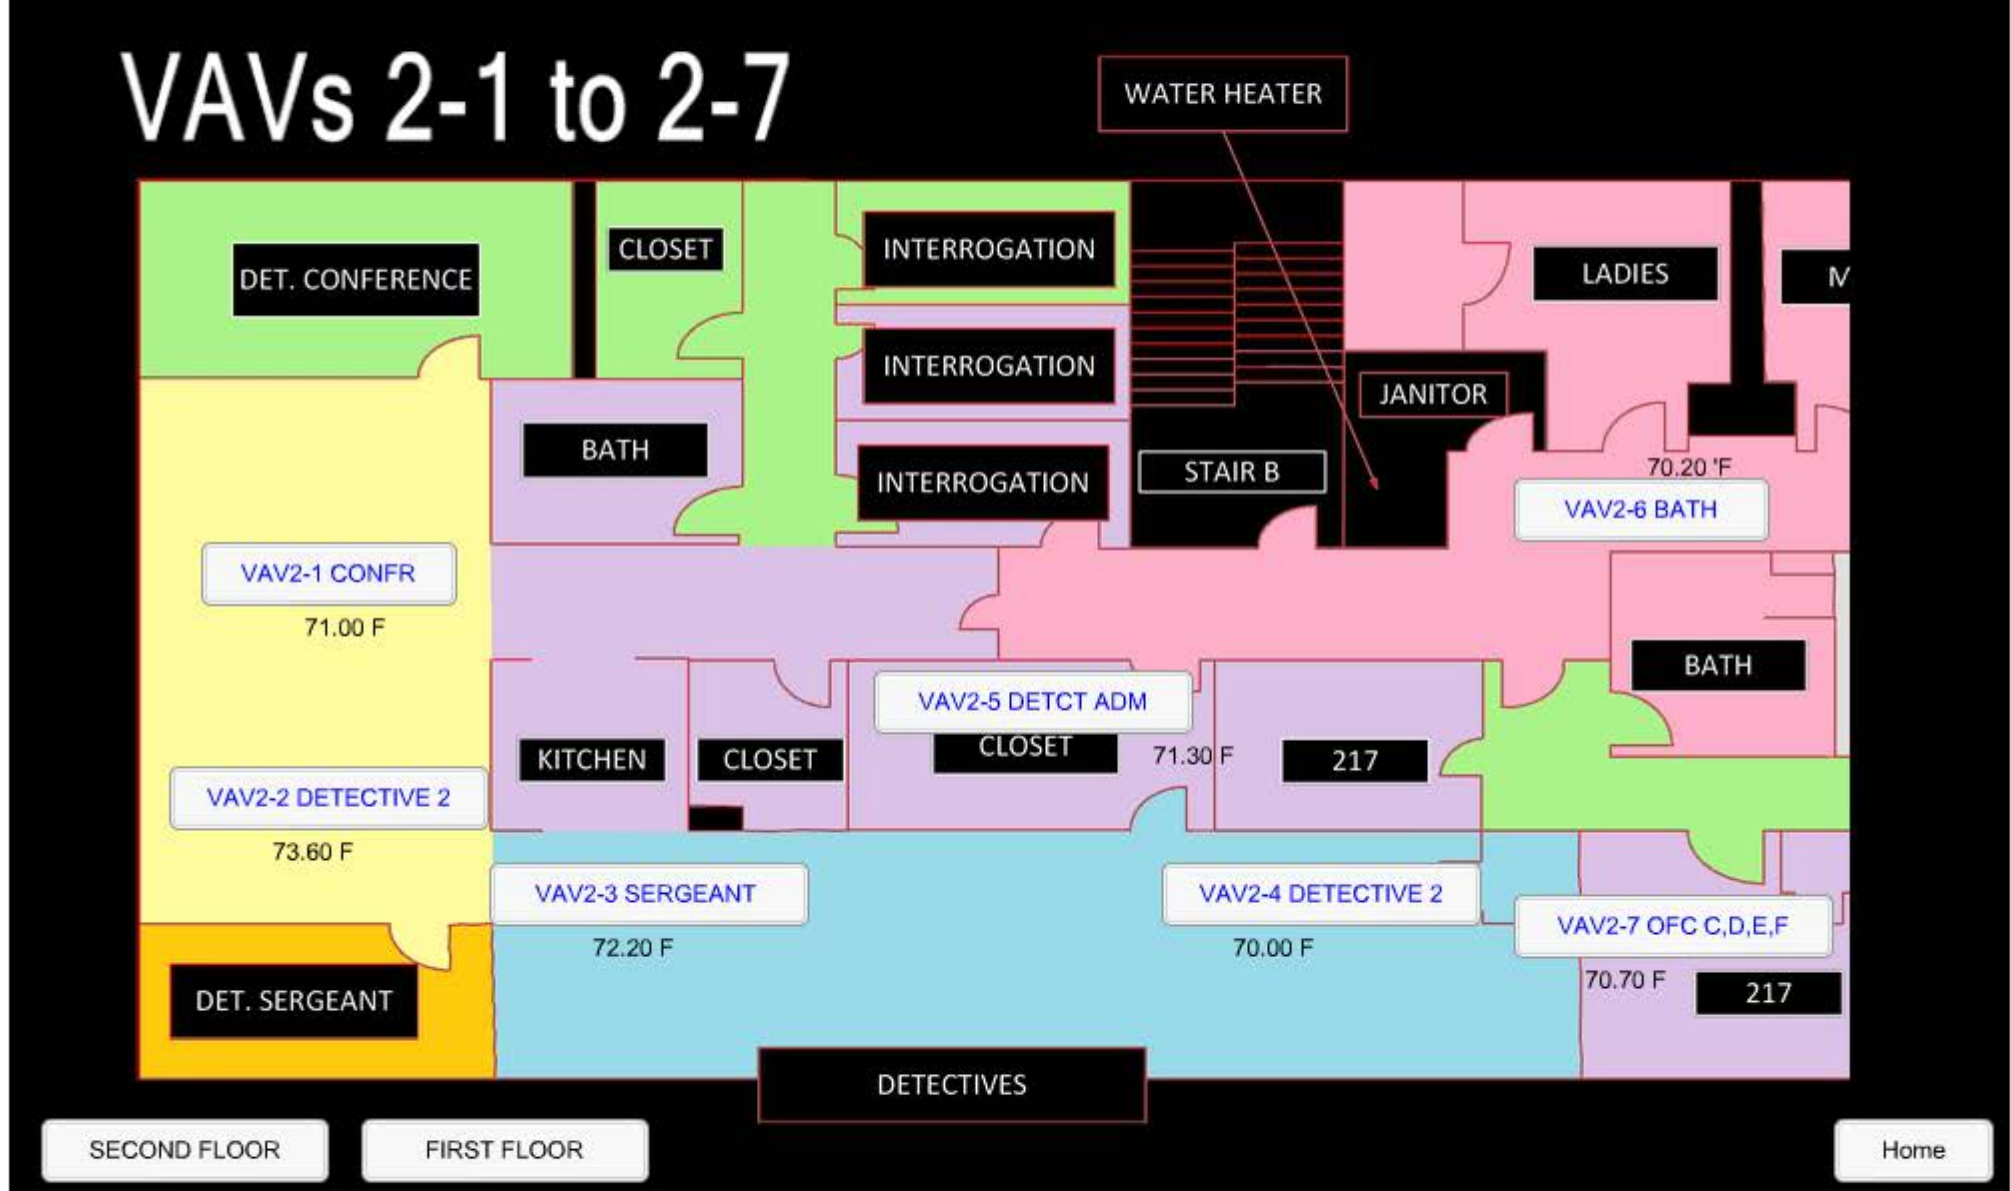 VAVs 2-1 to 2-7
WATER HEATER
DET. CONFERENCE
CLOSET
INTERROGATION
LADIES
M
INTERROGATION
JANITOR
BATH
INTERROGATION
STAIR B
70.20 'F
VAV2-6 BATH
VAV2-1 CONFR
71.00 F
BATH
VAV2-5 DETCT ADM
CLOSET
71.30 F
KITCHEN
CLOSET
217
VAV2-2 DETECTIVE 2
73.60 F
VAV2-3 SERGEANT
72.20 F
VAV2-4 DETECTIVE 2
70.00 F
VAV2-7 OFC C,D,E,F
70.70 F
217
DET. SERGEANT
DETECTIVES
SECOND FLOOR
FIRST FLOOR
Home